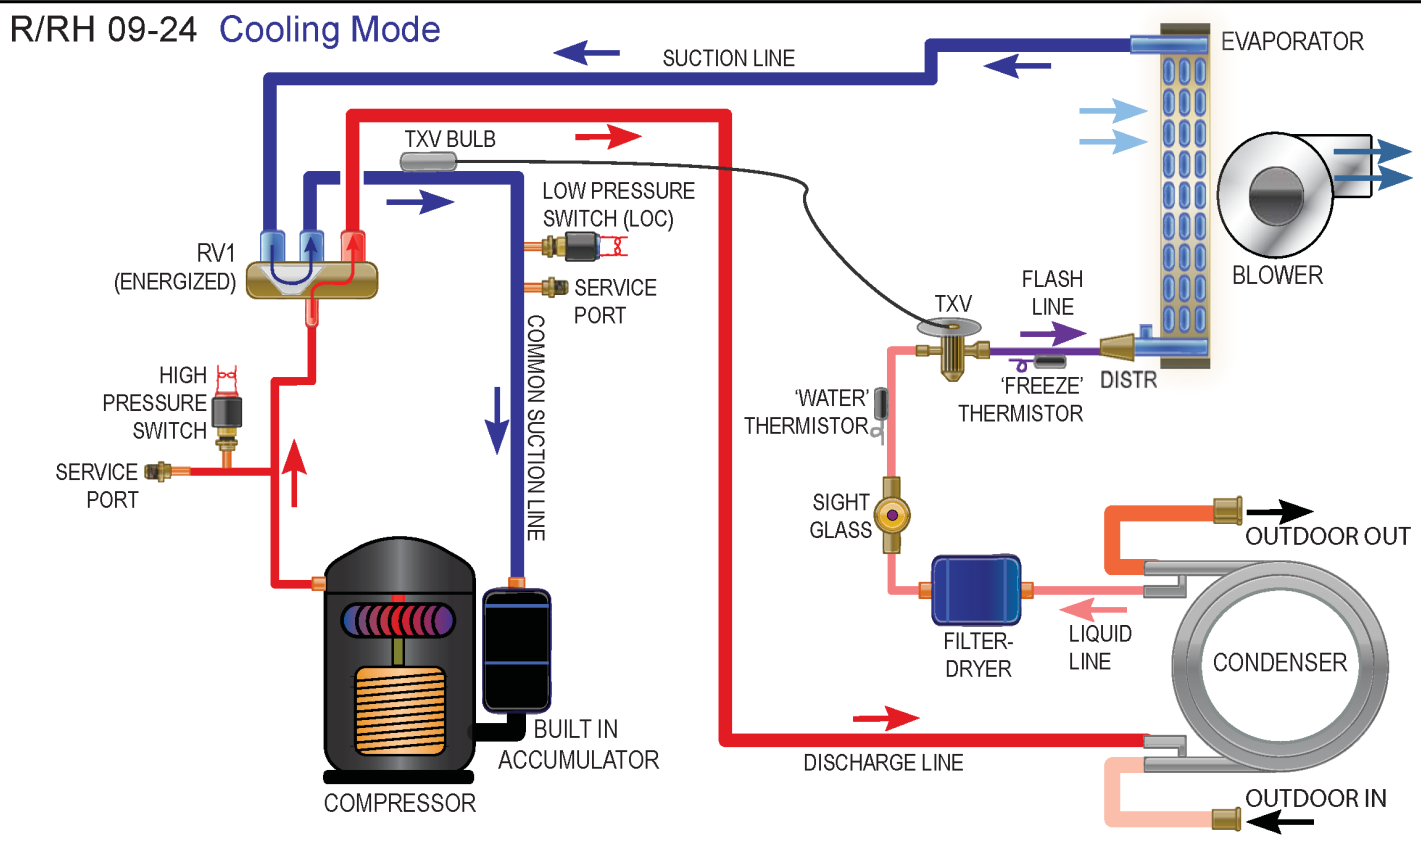 R/RH 09-24 Cooling Mode
SUCTION LINE
EVAPORATOR
TXV BULB
LOW PRESSURE
SWITCH (LOC)
RV1
(ENERGIZED)
SERVICE
PORT
BLOWER
FLASH
LINE
TXV
COMMON SUCTION LINE
HIGH
PRESSURE
SWITCH
'FREEZE'
THERMISTOR
DISTR
'WATER'
THERMISTOR
SERVICE
PORT
SIGHT
GLASS
OUTDOOR OUT
FILTER-
DRYER
LIQUID
LINE
CONDENSER
BUILT IN
ACCUMULATOR
DISCHARGE LINE
COMPRESSOR
OUTDOOR IN